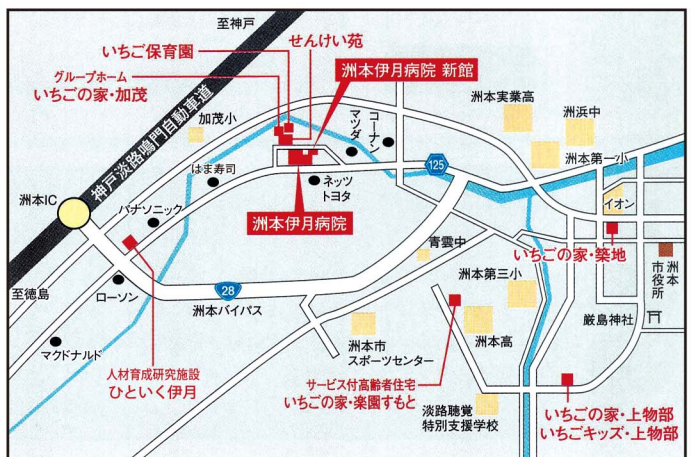 至神戸
いちご保育園
せんけい苑
グループホーム
いちごの家・加茂
洲本伊月病院 新館
神戸淡路鳴門自動車道
加茂小
マツダ
コーナン
洲本実業高
洲浜中
洲本第一小
125
はま寿司
ネッツ
トヨタ
洲本IC
パナソニック
洲本伊月病院
イオン
青雲中
いちごの家・築地
洲本
市役所
至徳島
ローソン
28
洲本バイパス
洲本第三小
厳島神社
マクドナルド
洲本市
スポーツセンター
洲本高
人材育成研究施設
ひといく伊月
サービス付高齢者住宅
いちごの家・楽園すもと
淡路聴覚
特別支援学校
いちごの家・上物部
いちごキッズ・上物部